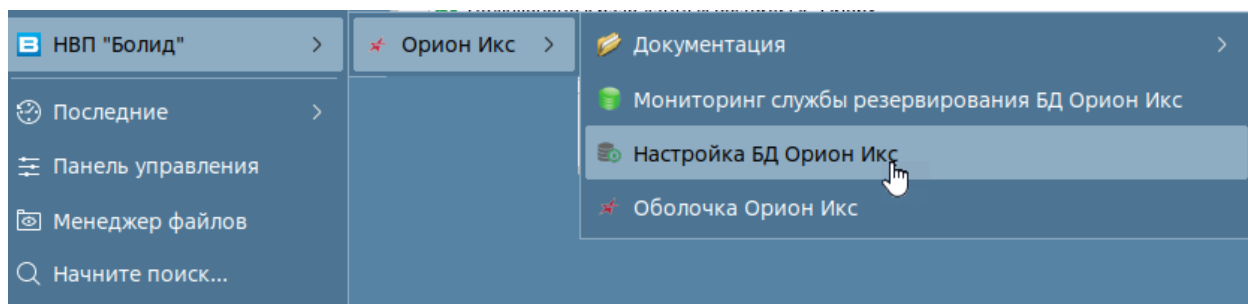 НВП "Болид"
Последние
Панель управления
Менеджер файлов
Начните поиск...
Орион Икс
Документация
Мониторинг службы резервирования БД Орион Икс
Настройка БД Орион Икс
Оболочка Орион Икс